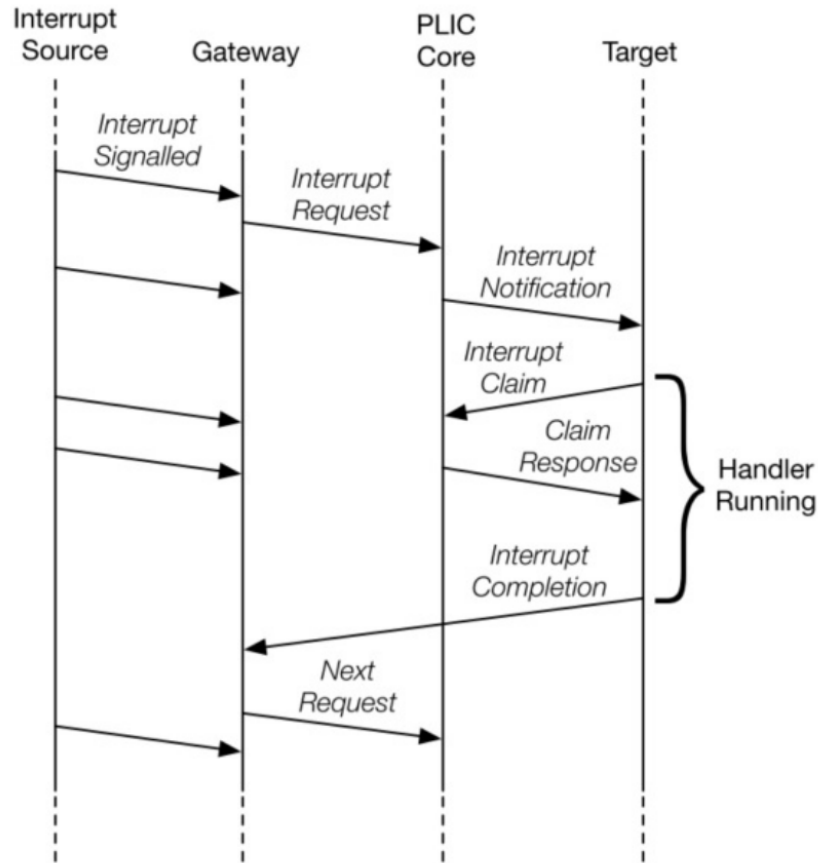 Interrupt
Source
Gateway
PLIC
Core
Target
Interrupt
Signalled
Interrupt
Request
Interrupt
Notification
Interrupt
Claim
Claim
Response
Handler
Running
Interrupt
Completion
Next
Request